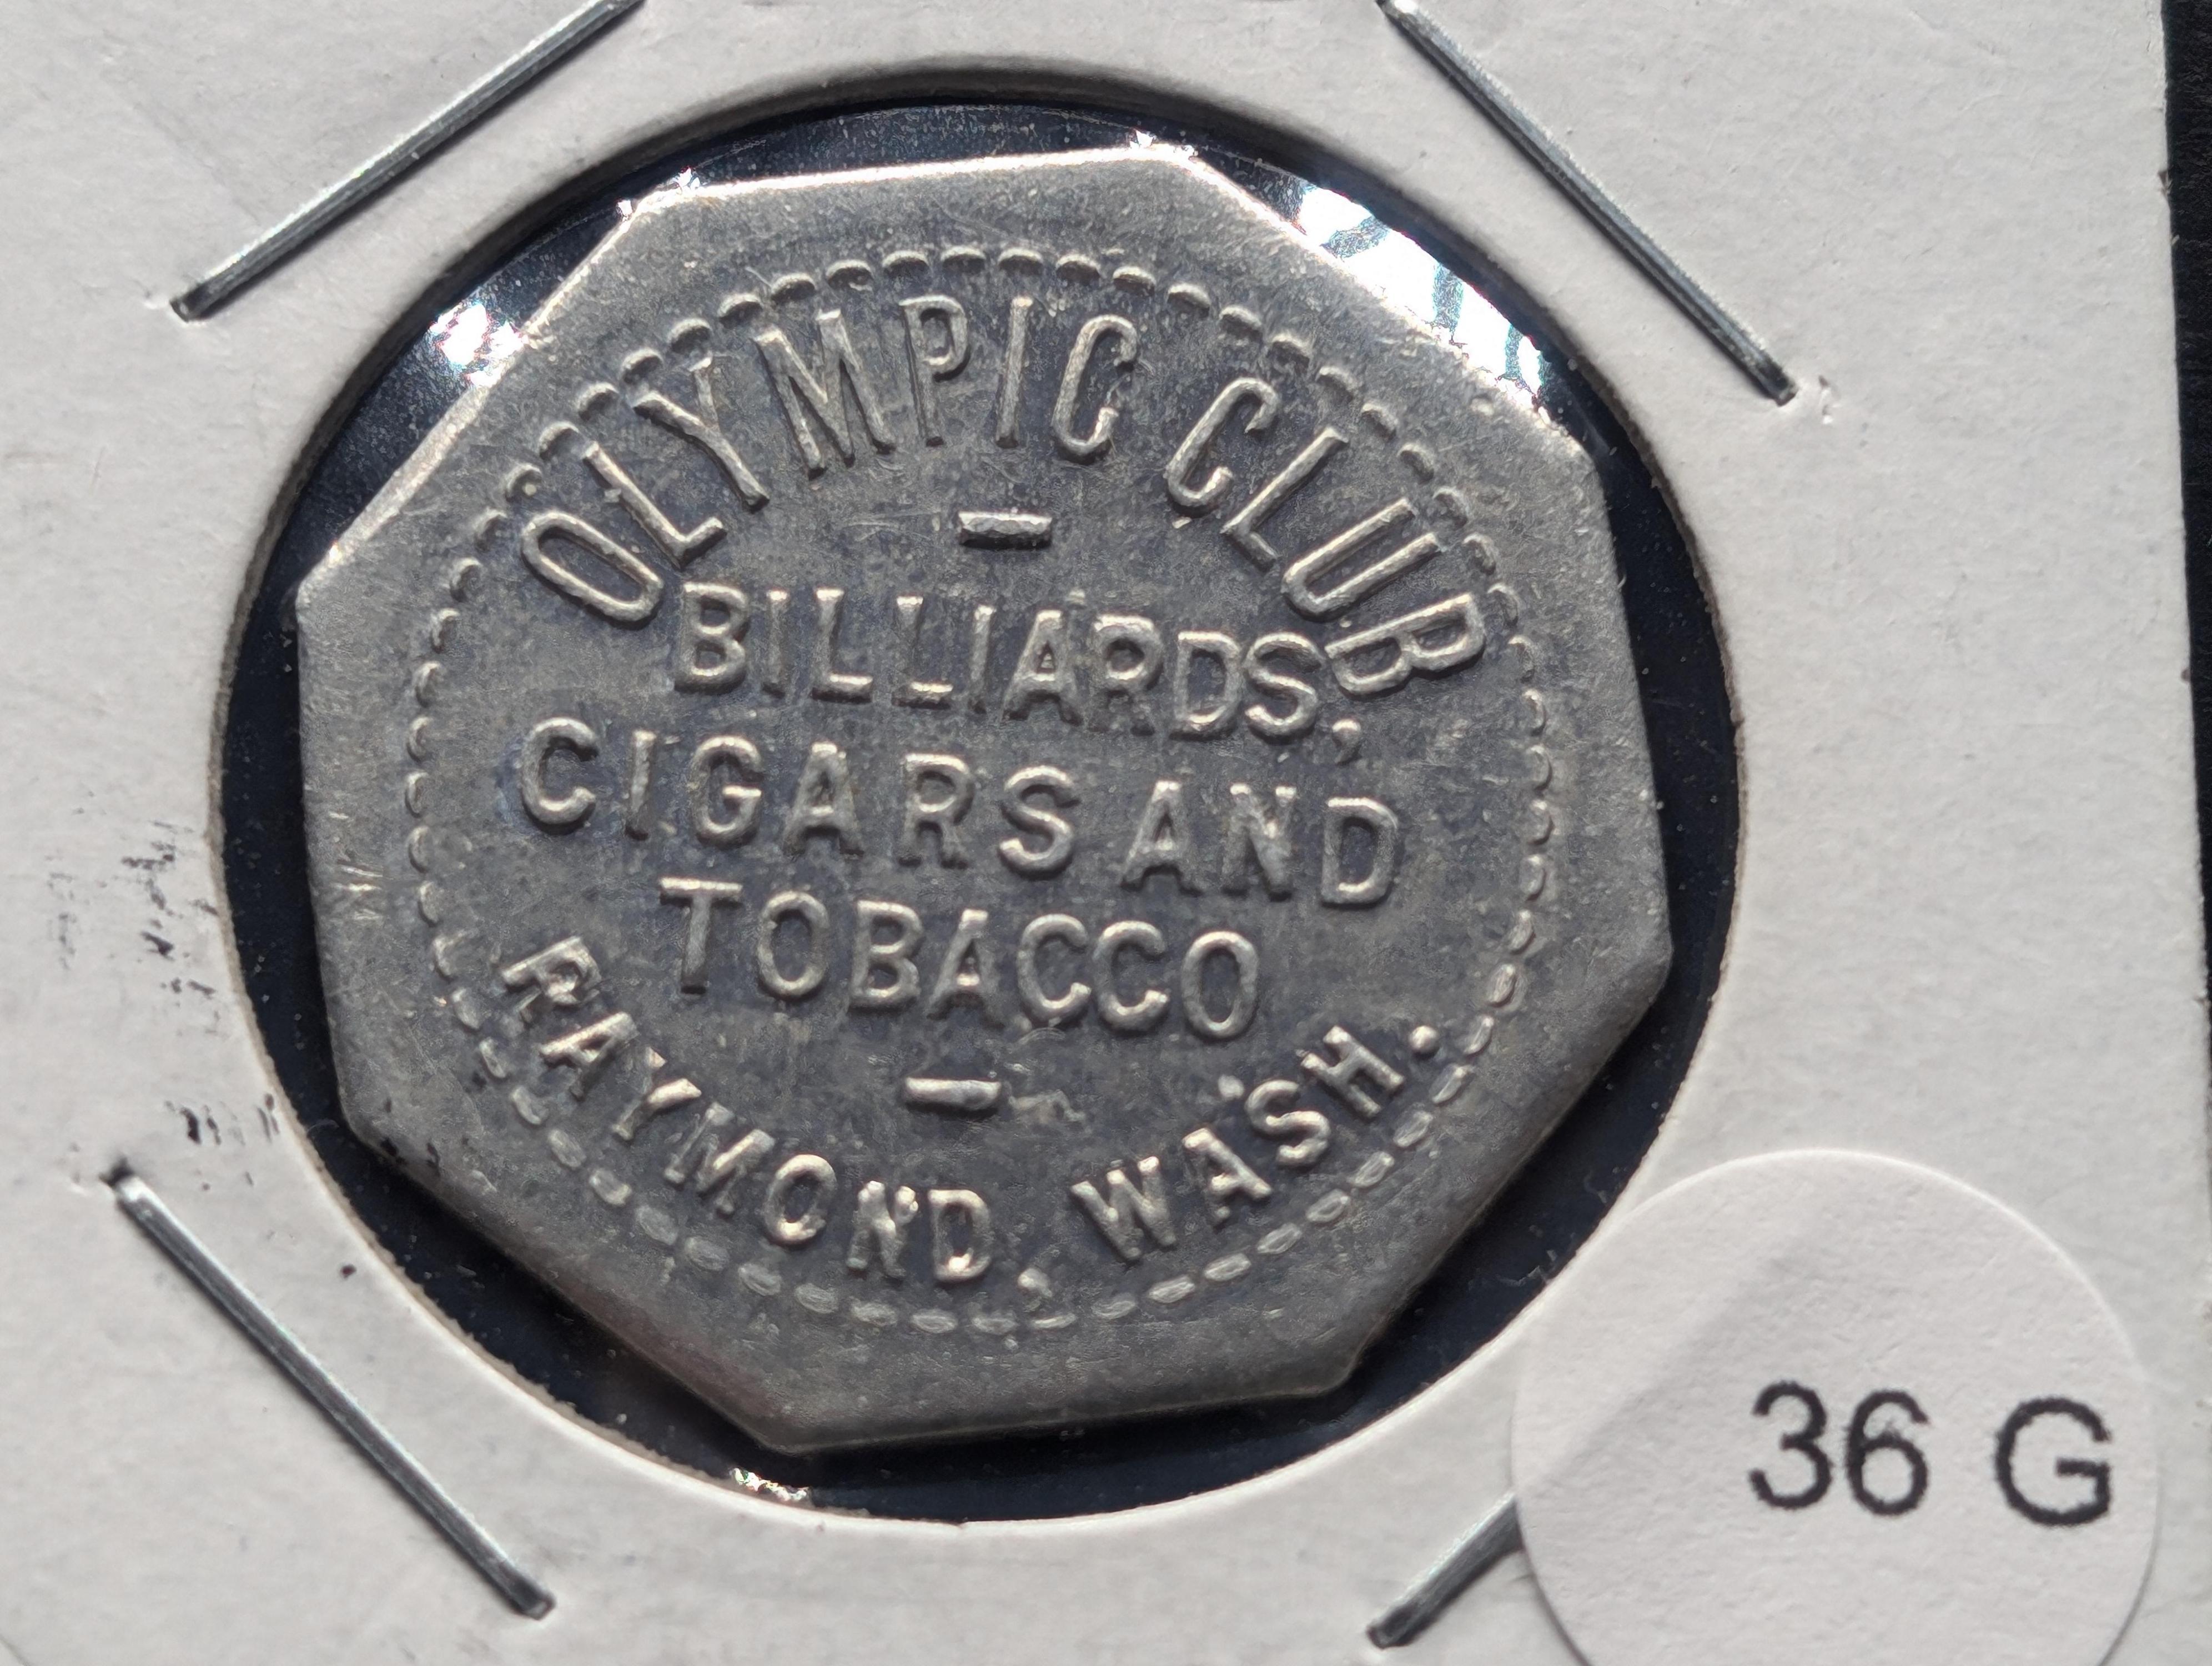 OLYMPIC CLUB
BILLIARDS,
CIGARS AND
TOBACCO
RAYMOND, WASH.
36 G